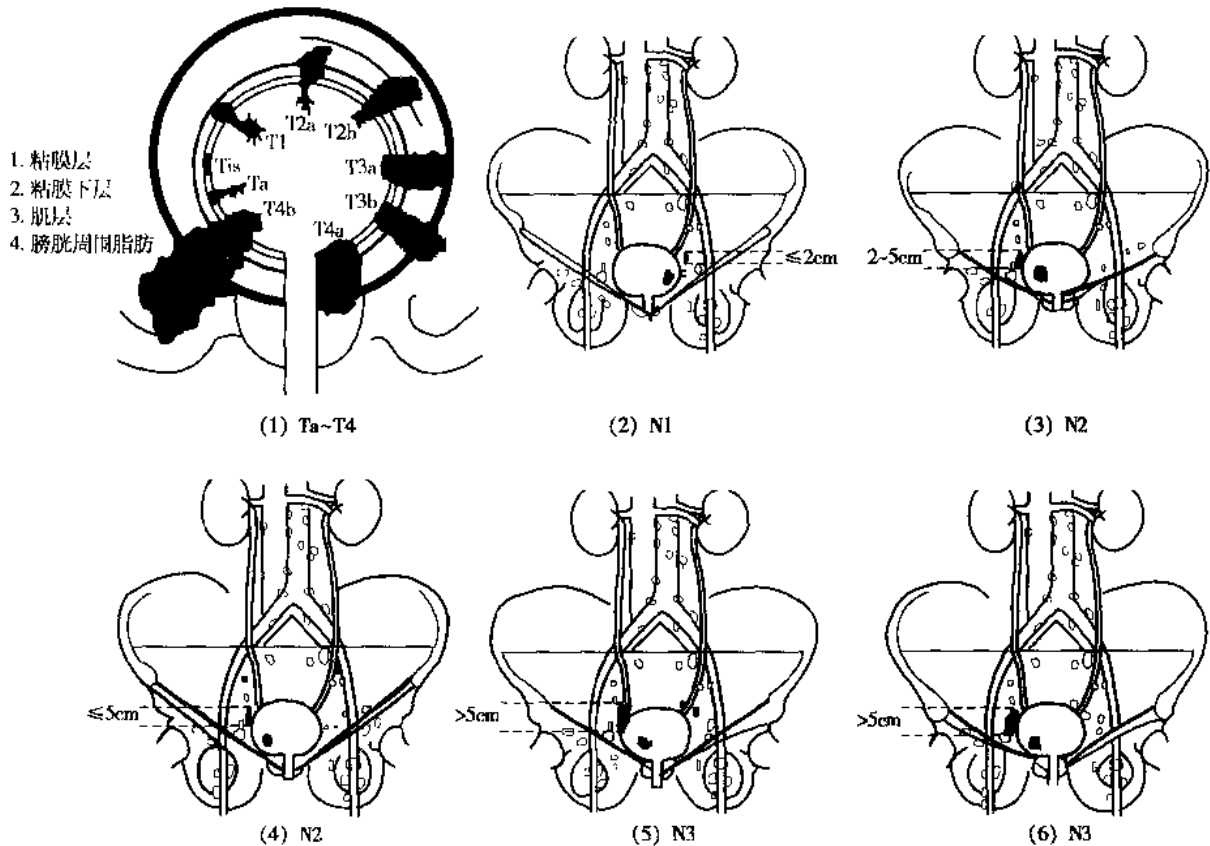 1. 粘膜层
2. 粘膜下层
3. 肌层
4. 膀胱周围脂肪
T2a
T2b
T1
T3a
Tis
Ta
T3b
T4b
T4a
(1) Ta~T4
≤2cm
(2) N1
2~5cm
(3) N2
≤5cm
(4) N2
>5cm
(5) N3
>5cm
(6) N3